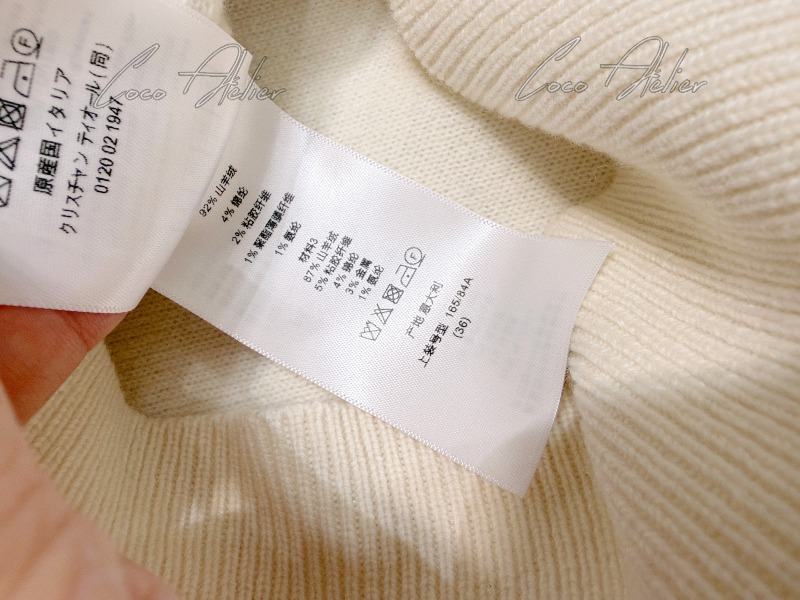 Coco Atelier
Coco Atelier
原産国イタリア
クリスチャン ディオール(同)
0120 02 1947
92% 山羊绒
4% 锦纶
2% 粘胶纤维
1% 聚酯薄膜纤维
1% 氨纶
材料3
87% 山羊绒
5% 粘胶纤维
4% 锦纶
3% 金属
1% 氨纶
产地 意大利
上装号型 165/84A
(36)